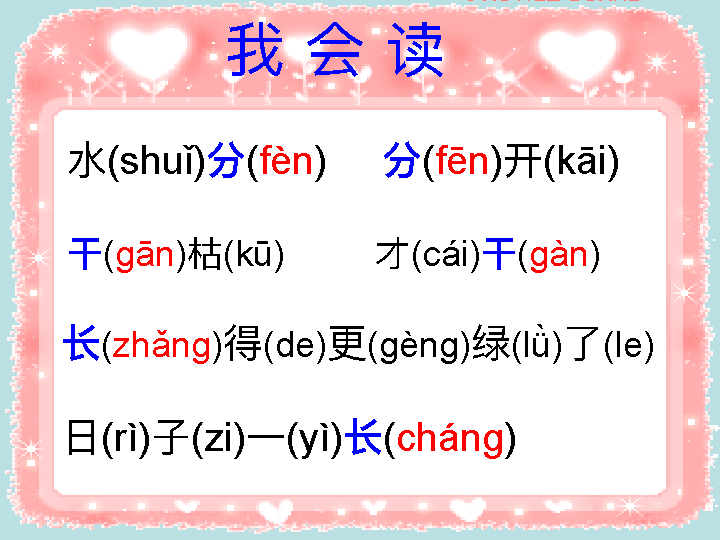 我会读
水(shuǐ)分(fèn) 分(fēn)开(kāi)
干(gān)枯(kū) 才(cái)干(gàn)
长(zhǎng)得(de)更(gèng)绿(lǜ)了(le)
日(rì)子(zi)一(yì)长(cháng)